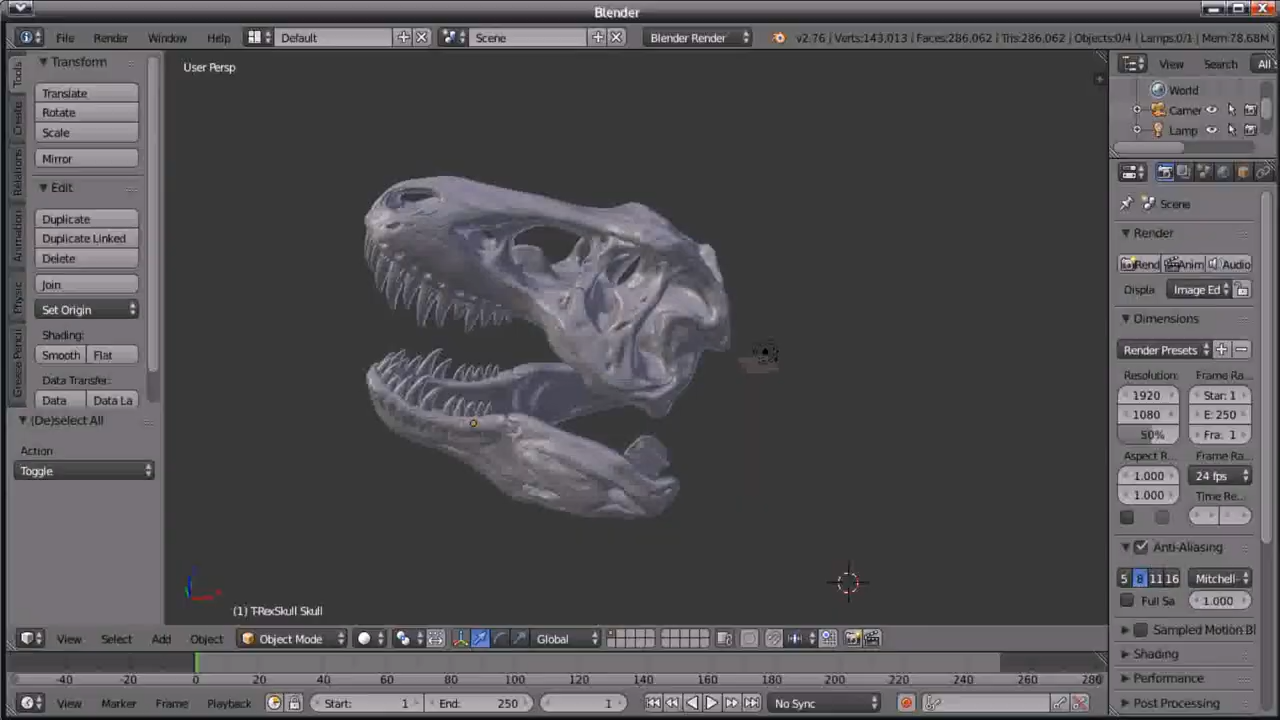 Blender
File Render Window Help Default Scene Blender Render v2.76 | Verts:143,013 | Faces:286,062 | Tris:286,062 | Objects:0/4 | Lamps:0/1 | Mem:78.68M
Tools
Create
Relations
Animation
Physic
Grease Pencil
Transform
Translate
Rotate
Scale
Mirror
Edit
Duplicate
Duplicate Linked
Delete
Join
Set Origin
Shading:
Smooth Flat
Data Transfer:
Data Data La
(De)select All
Action
Toggle
User Persp
(1) T-RexSkull Skull
View Select Add Object Object Mode Global
-40 -20 0 20 40 60 80 100 120 140 160 180 200 220 240 260 280
View Marker Frame Playback Start: 1 End: 250 1 No Sync
View Search All
World
Camer
Lamp
Scene
Render
Rend Anim Audio
Displa Image Ed
Dimensions
Render Presets
Resolution: Frame Ra...
1920 Star: 1
1080 E: 250
50% Fra: 1
Aspect R Frame Ra...
1.000 24 fps
1.000 Time Re...
Anti-Aliasing
5 8 11 16 Mitchell-
Full Sa 1.000
Sampled Motion Bl
Shading
Performance
Post Processing